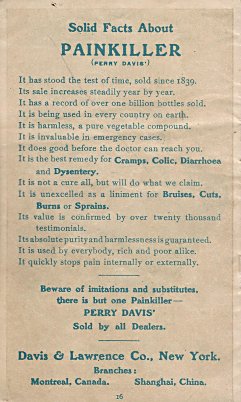 Solid Facts About
PAINKILLER
(PERRY DAVIS')
It has stood the test of time, sold since 1839.
Its sale increases steadily year by year.
It has a record of over one billion bottles sold.
It is being used in every country on earth.
It is harmless, a pure vegetable compound.
It is invaluable in emergency cases.
It does good before the doctor can reach you.
It is the best remedy for Cramps, Colic, Diarrhoea
and Dysentery.
It is not a cure all, but will do what we claim.
It is unexcelled as a liniment for Bruises, Cuts,
Burns or Sprains.
Its value is confirmed by over twenty thousand
testimonials.
Its absolute purity and harmlessness is guaranteed.
It is used by everybody, rich and poor alike.
It quickly stops pain internally or externally.
Beware of imitations and substitutes,
there is but one Painkiller—
PERRY DAVIS'
Sold by all Dealers.
Davis & Lawrence Co., New York.
Branches:
Montreal, Canada. Shanghai, China.
16